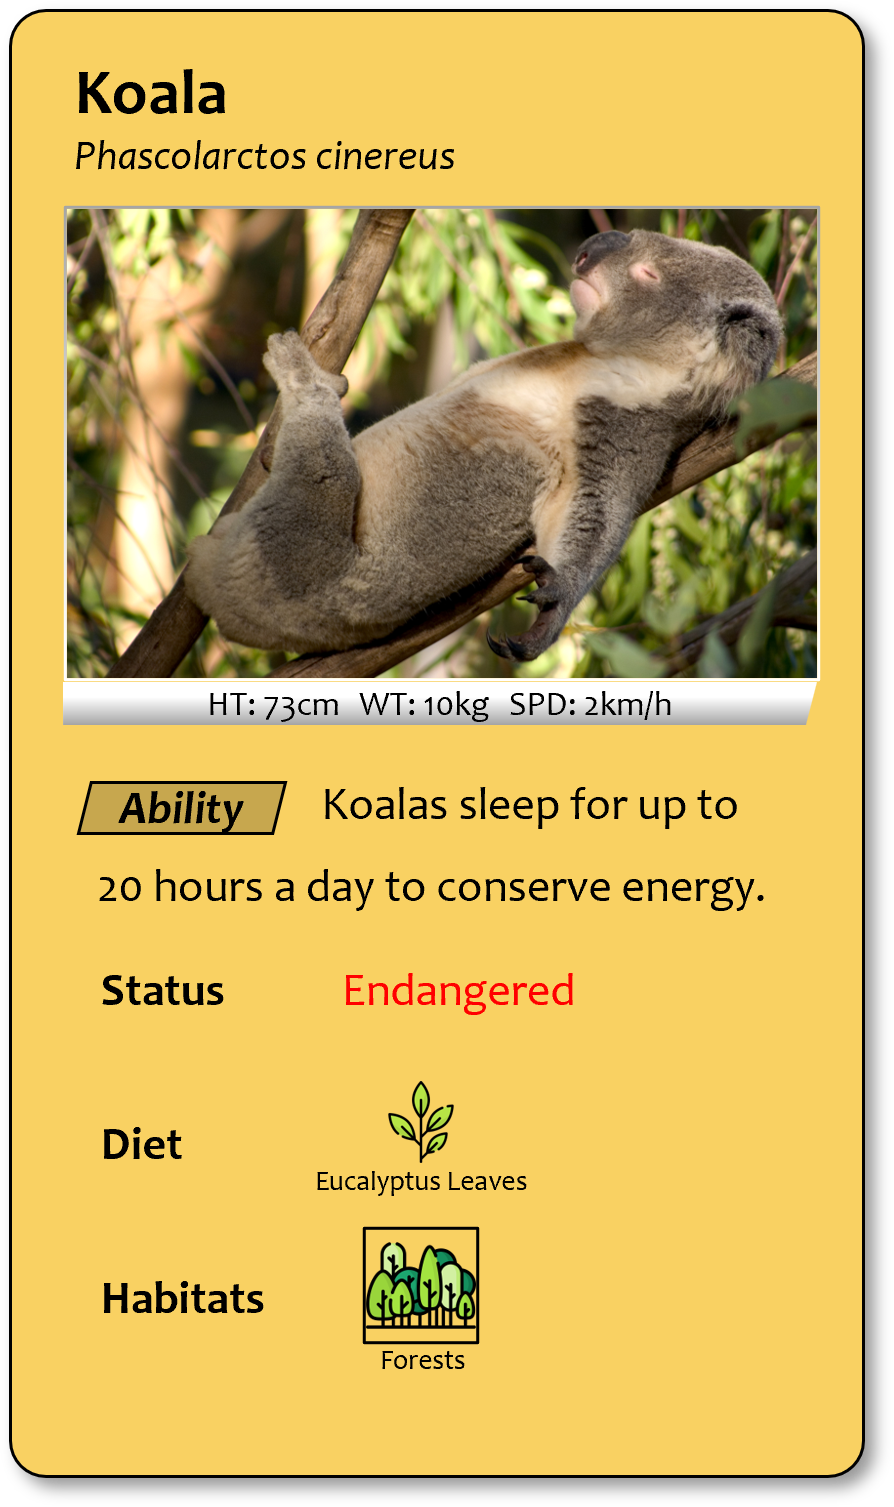 Koala
Phascolarctos cinereus
HT: 73cm WT: 10kg SPD: 2km/h
Ability Koalas sleep for up to
20 hours a day to conserve energy.
Status Endangered
Diet
Eucalyptus Leaves
Habitats
Forests